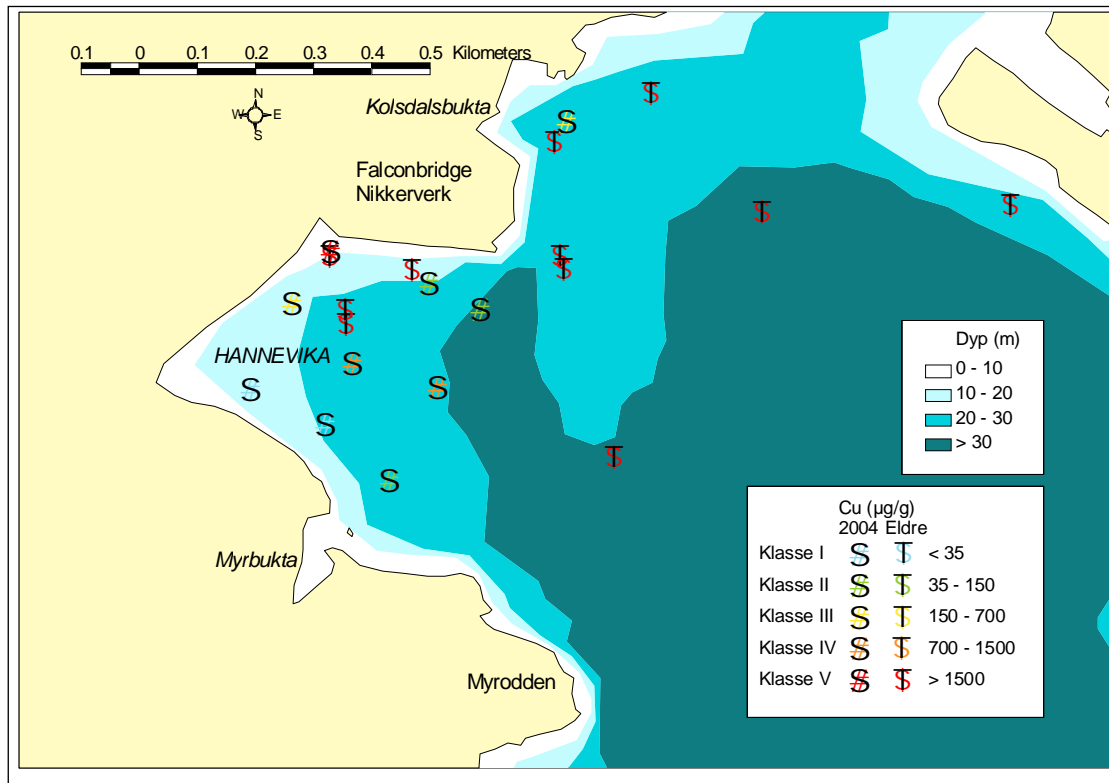 0.1 0 0.1 0.2 0.3 0.4 0.5 Kilometers
N
W E
S
Kolsdalsbukta
Falconbridge
Nikkerverk
HANNEVIKA
Myrbukta
Myrodden
Dyp (m)
0 - 10
10 - 20
20 - 30
> 30
Cu (µg/g)
2004 Eldre
Klasse I < 35
Klasse II 35 - 150
Klasse III 150 - 700
Klasse IV 700 - 1500
Klasse V > 1500